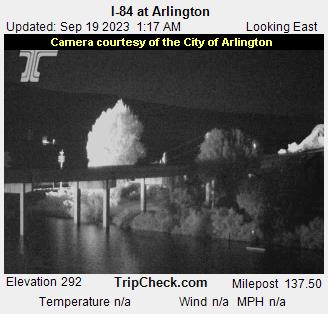 I-84 at Arlington
Updated: Sep 19 2023 1:17 AM Looking East
Camera courtesy of the City of Arlington
Elevation 292 TripCheck.com Milepost 137.50
Temperature n/a Wind n/a MPH n/a